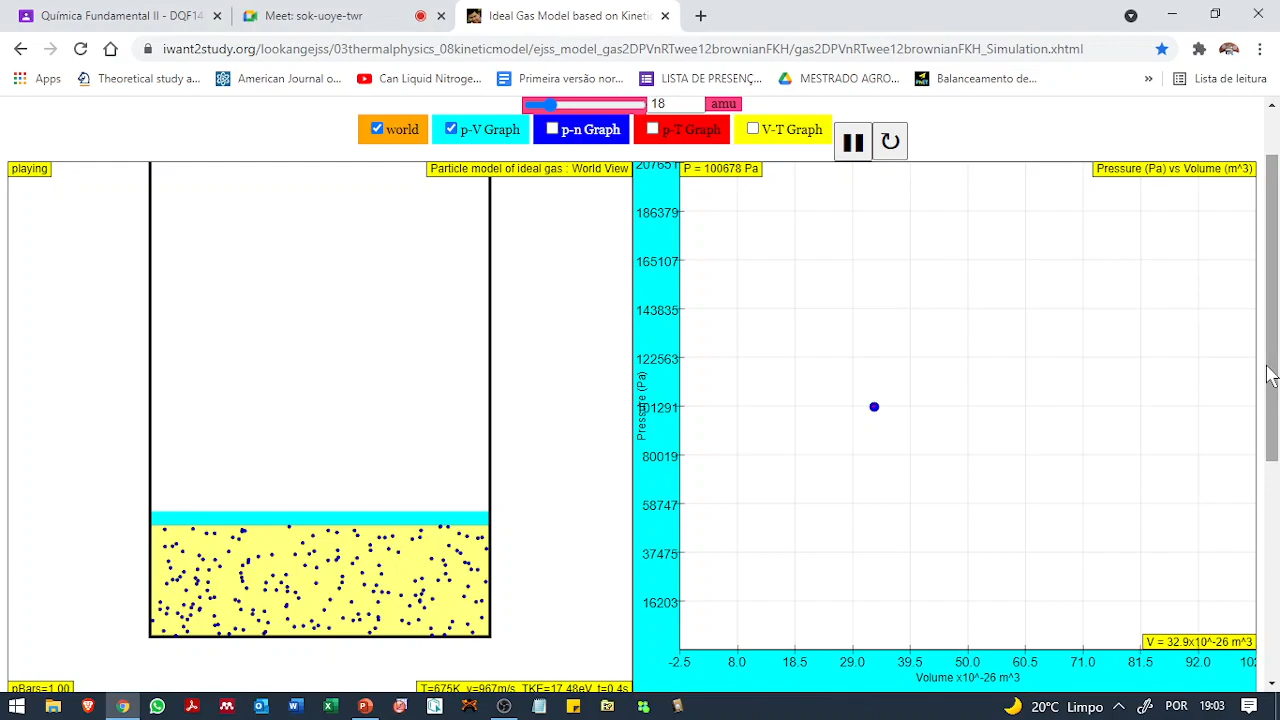 Química Fundamental II - DCF1
Meet: sok-uoye-twr
Ideal Gas Model based on Kinetic
iwant2study.org/lookangejss/03thermalphysics_08kineticmodel/ejss_model_gas2DPVnRTwee12brownianFKH/gas2DPVnRTwee12brownianFKH_Simulation.xhtml
Apps
Theoretical study a...
American Journal o...
Can Liquid Nitroge...
Primeira versão nor...
LISTA DE PRESENÇ...
MESTRADO AGRO...
Balanceamento de...
»
Lista de leitura
18 amu
world p-V Graph p-n Graph p-T Graph V-T Graph
playing
Particle model of ideal gas : World View
P = 100678 Pa
Pressure (Pa) vs Volume (m^3)
207651
186379
165107
143835
122563
101291
80019
58747
37475
16203
Pressure (Pa)
V = 32.9x10^-26 m^3
-2.5 8.0 18.5 29.0 39.5 50.0 60.5 71.0 81.5 92.0 102
Volume x10^-26 m^3
pBars=1.00
T=675K, v=967m/s, TKE=17.48eV, t=0.4s
20°C Limpo
POR
19:03